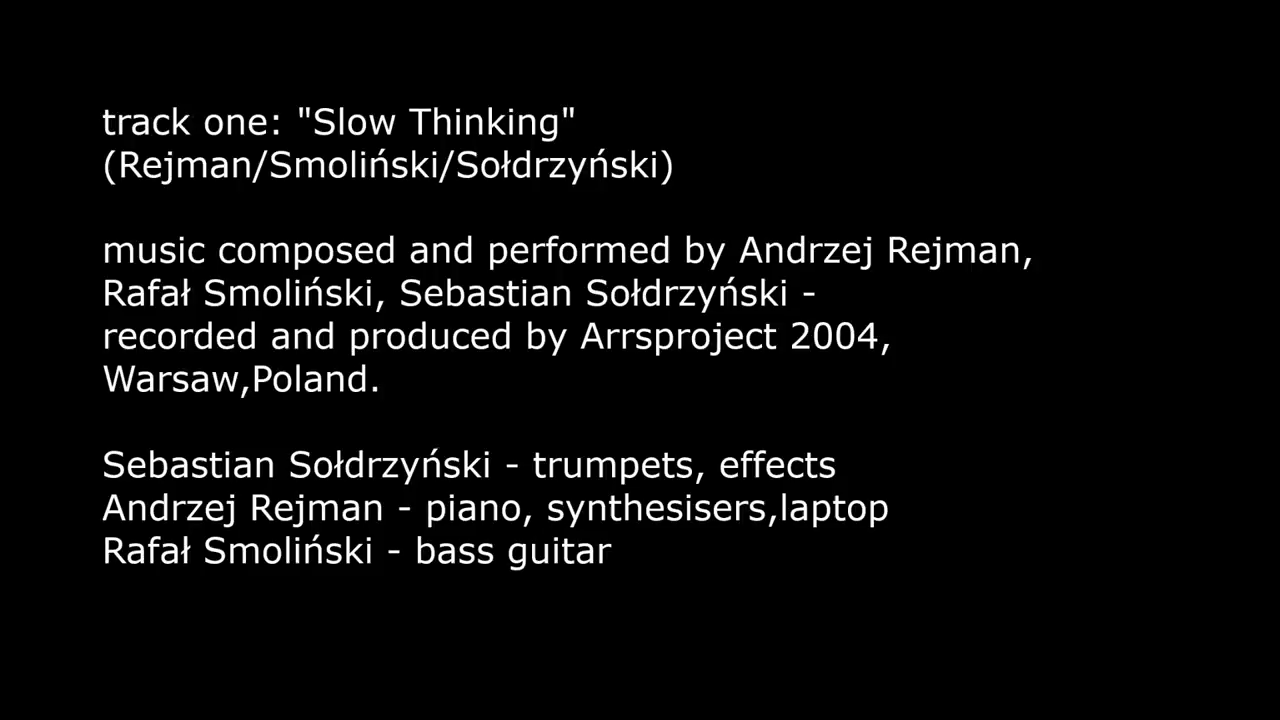 track one: "Slow Thinking"
(Rejman/Smoliński/Sołdrzyński)
music composed and performed by Andrzej Rejman,
Rafał Smoliński, Sebastian Sołdrzyński -
recorded and produced by Arrsproject 2004,
Warsaw,Poland.
Sebastian Sołdrzyński - trumpets, effects
Andrzej Rejman - piano, synthesisers,laptop
Rafał Smoliński - bass guitar